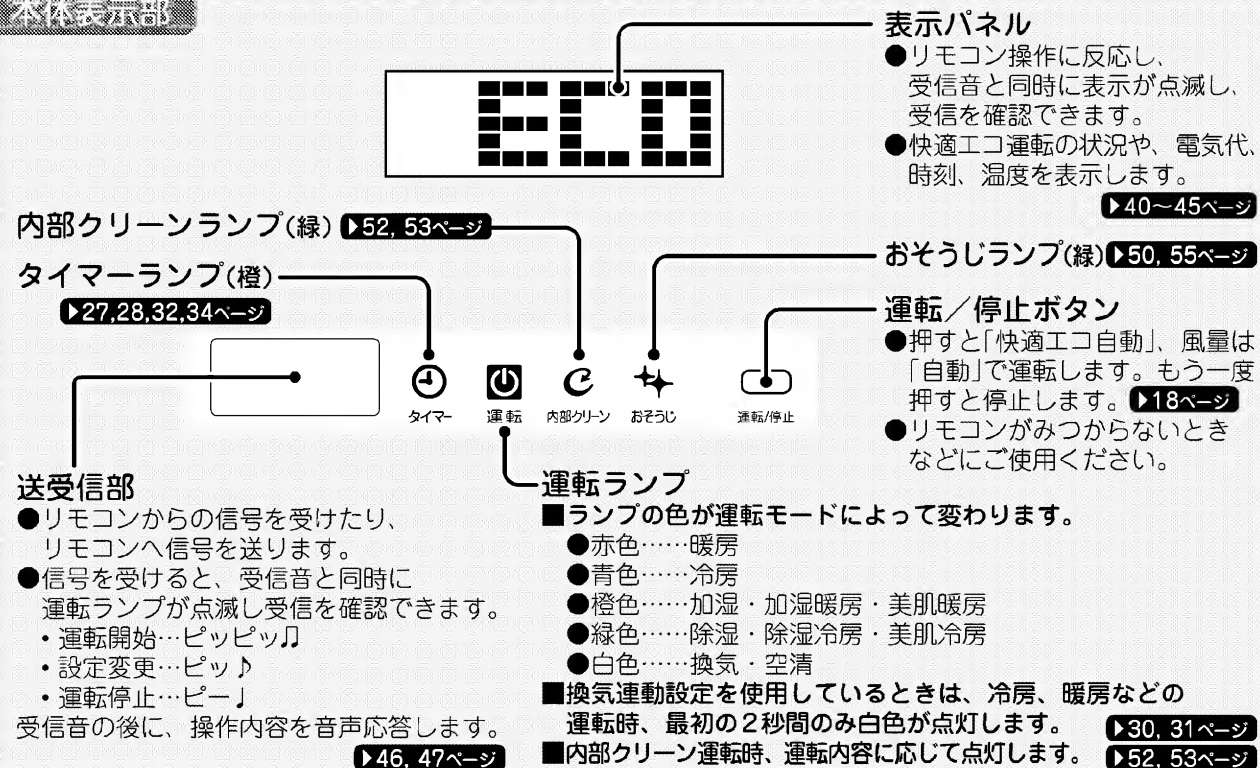 本体表示部
ECO
表示パネル
●リモコン操作に反応し、
受信音と同時に表示が点滅し、
受信を確認できます。
●快適エコ運転の状況や、電気代、
時刻、温度を表示します。
▶40～45ページ
内部クリーンランプ(緑) ▶52, 53ページ
タイマーランプ(橙)
▶27,28,32,34ページ
おそうじランプ(緑) ▶50, 55ページ
運転／停止ボタン
●押すと「快適エコ自動」、風量は
「自動」で運転します。もう一度
押すと停止します。 ▶18ページ
●リモコンがみつからないとき
などにご使用ください。
タイマー 運転 内部クリーン おそうじ 運転/停止
送受信部
●リモコンからの信号を受けたり、
リモコンへ信号を送ります。
●信号を受けると、受信音と同時に
運転ランプが点滅し受信を確認できます。
・運転開始…ピッピッ♫
・設定変更…ピッ♪
・運転停止…ピー♩
受信音の後に、操作内容を音声応答します。
▶46, 47ページ
運転ランプ
■ランプの色が運転モードによって変わります。
●赤色……暖房
●青色……冷房
●橙色……加湿・加湿暖房・美肌暖房
●緑色……除湿・除湿冷房・美肌冷房
●白色……換気・空清
■換気連動設定を使用しているときは、冷房、暖房などの
運転時、最初の2秒間のみ白色が点灯します。 ▶30, 31ページ
■内部クリーン運転時、運転内容に応じて点灯します。 ▶52, 53ページ